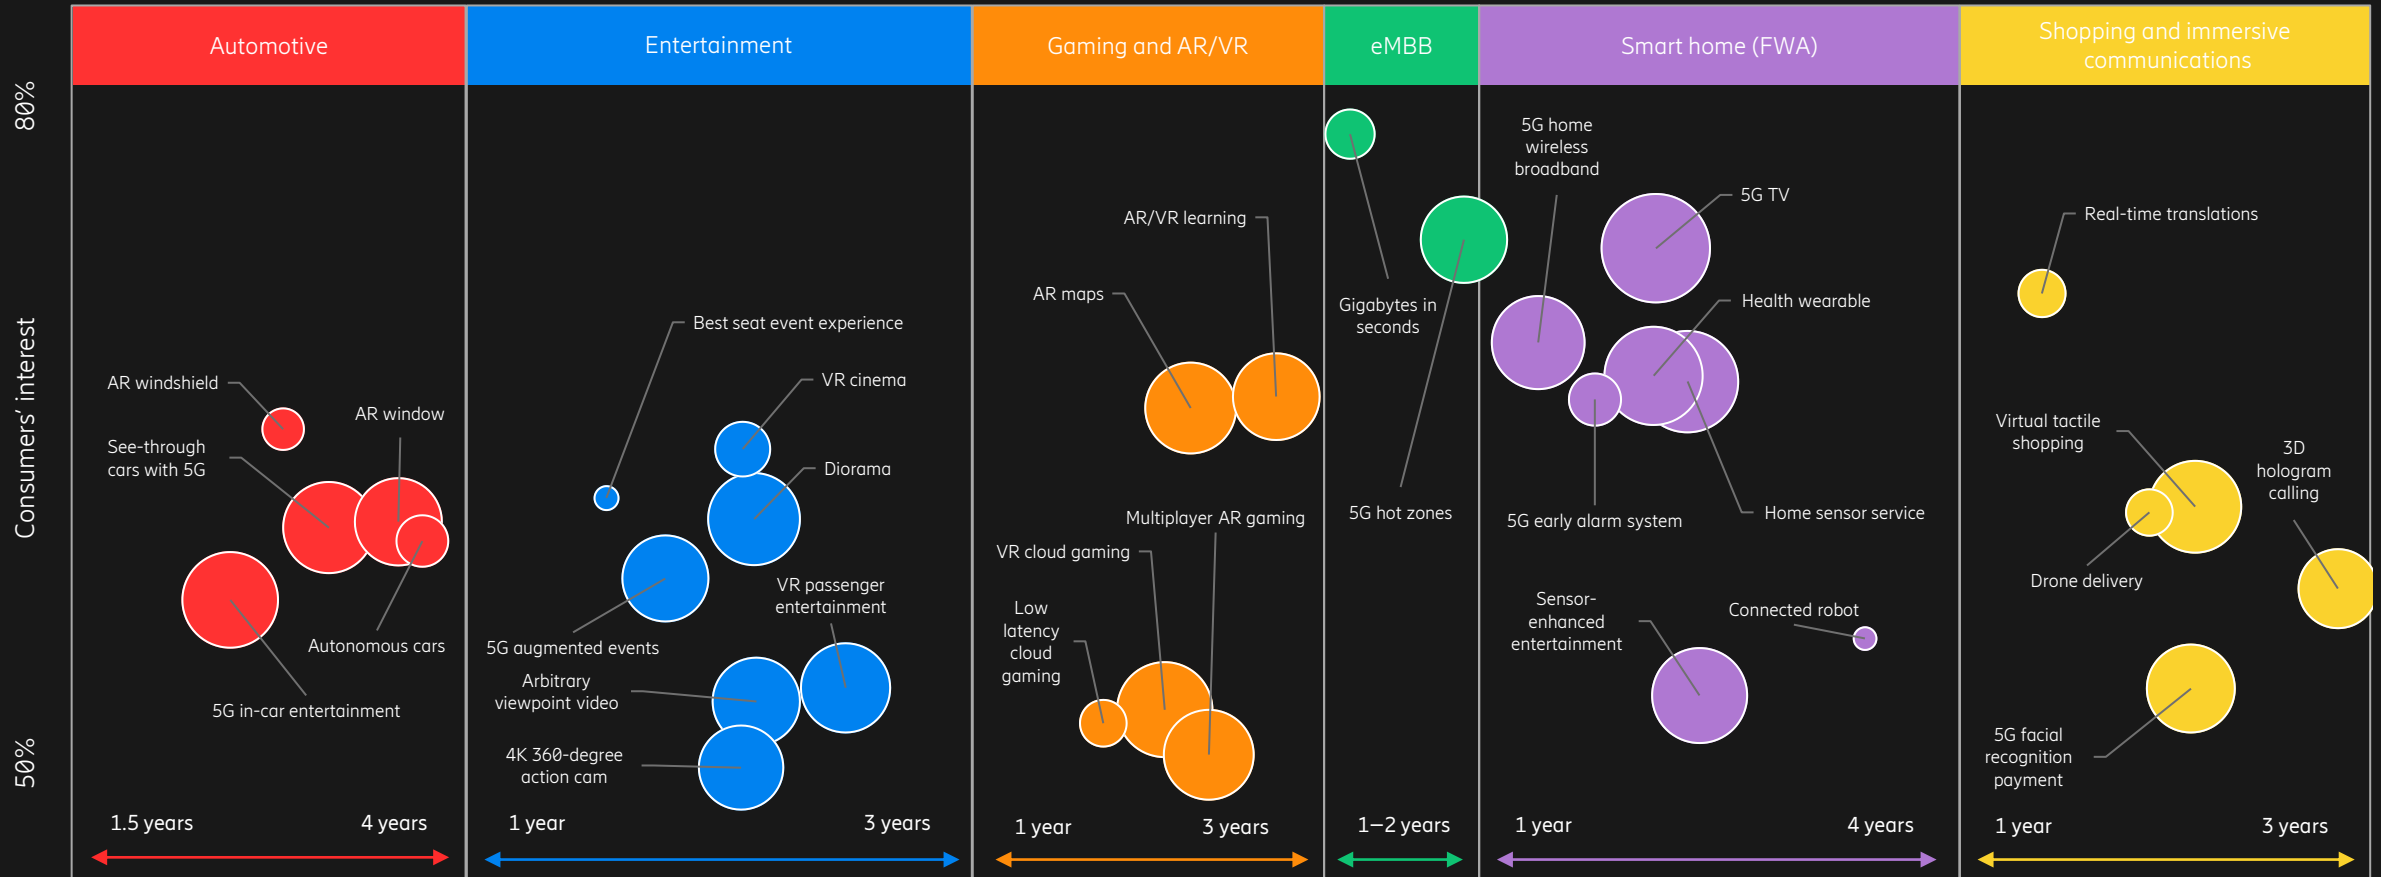 Automotive
Entertainment
Gaming and AR/VR
eMBB
Smart home (FWA)
Shopping and immersive
communications
80%
Consumers’ interest
50%
AR windshield
See-through
cars with 5G
AR window
Autonomous cars
5G in-car entertainment
1.5 years
4 years
Best seat event experience
VR cinema
Diorama
5G augmented events
VR passenger
entertainment
Arbitrary
viewpoint video
4K 360-degree
action cam
1 year
3 years
AR/VR learning
AR maps
Multiplayer AR gaming
VR cloud gaming
Low
latency
cloud
gaming
1 year
3 years
Gigabytes in
seconds
5G hot zones
1–2 years
5G home
wireless
broadband
5G TV
Health wearable
5G early alarm system
Home sensor service
Sensor-
enhanced
entertainment
Connected robot
1 year
4 years
Real-time translations
Virtual tactile
shopping
3D
hologram
calling
Drone delivery
5G facial
recognition
payment
1 year
3 years